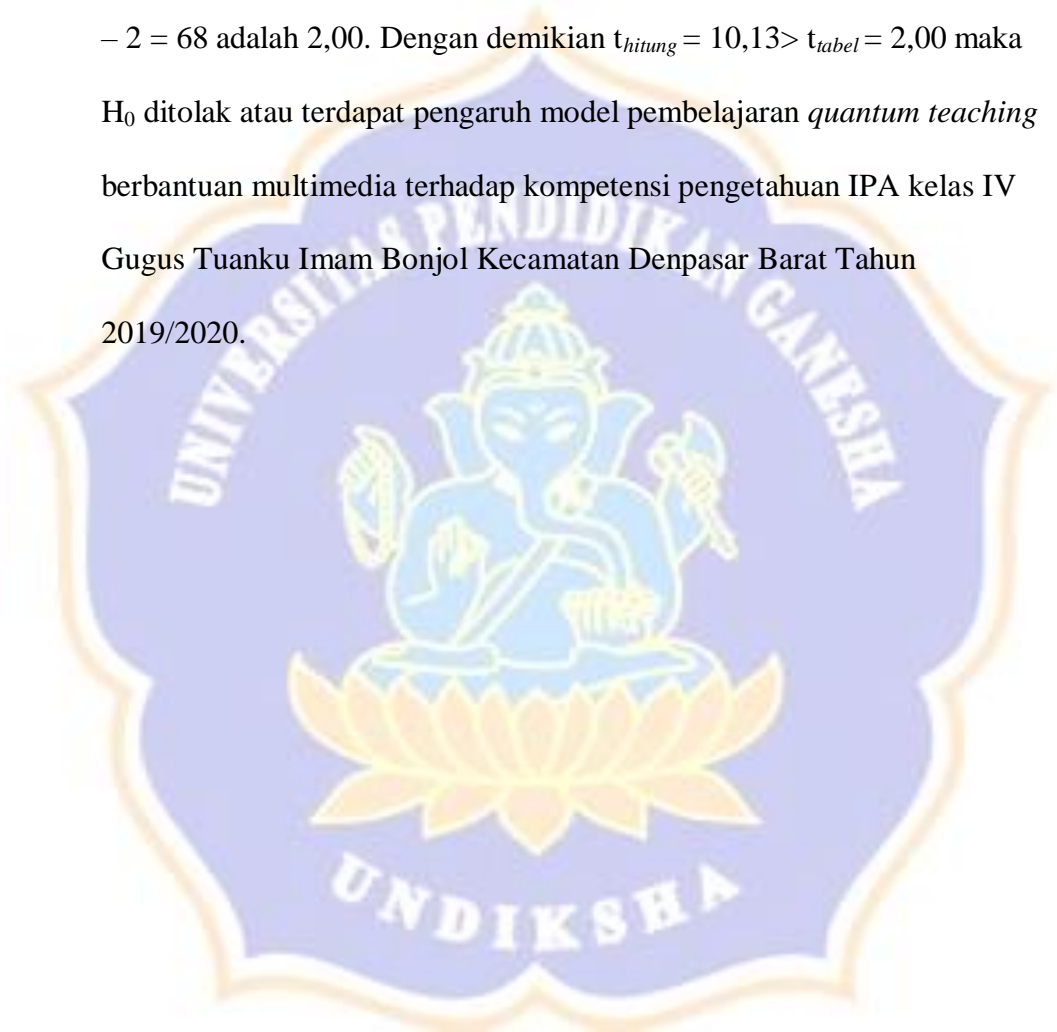 – 2 = 68 adalah 2,00. Dengan demikian t hitung = 10,13> t tabel = 2,00 maka
H₀ ditolak atau terdapat pengaruh model pembelajaran quantum teaching
berbantuan multimedia terhadap kompetensi pengetahuan IPA kelas IV
Gugus Tuanku Imam Bonjol Kecamatan Denpasar Barat Tahun
2019/2020.
UNIVERSITAS PENDIDIKAN GANESHA
UNDIKSHA